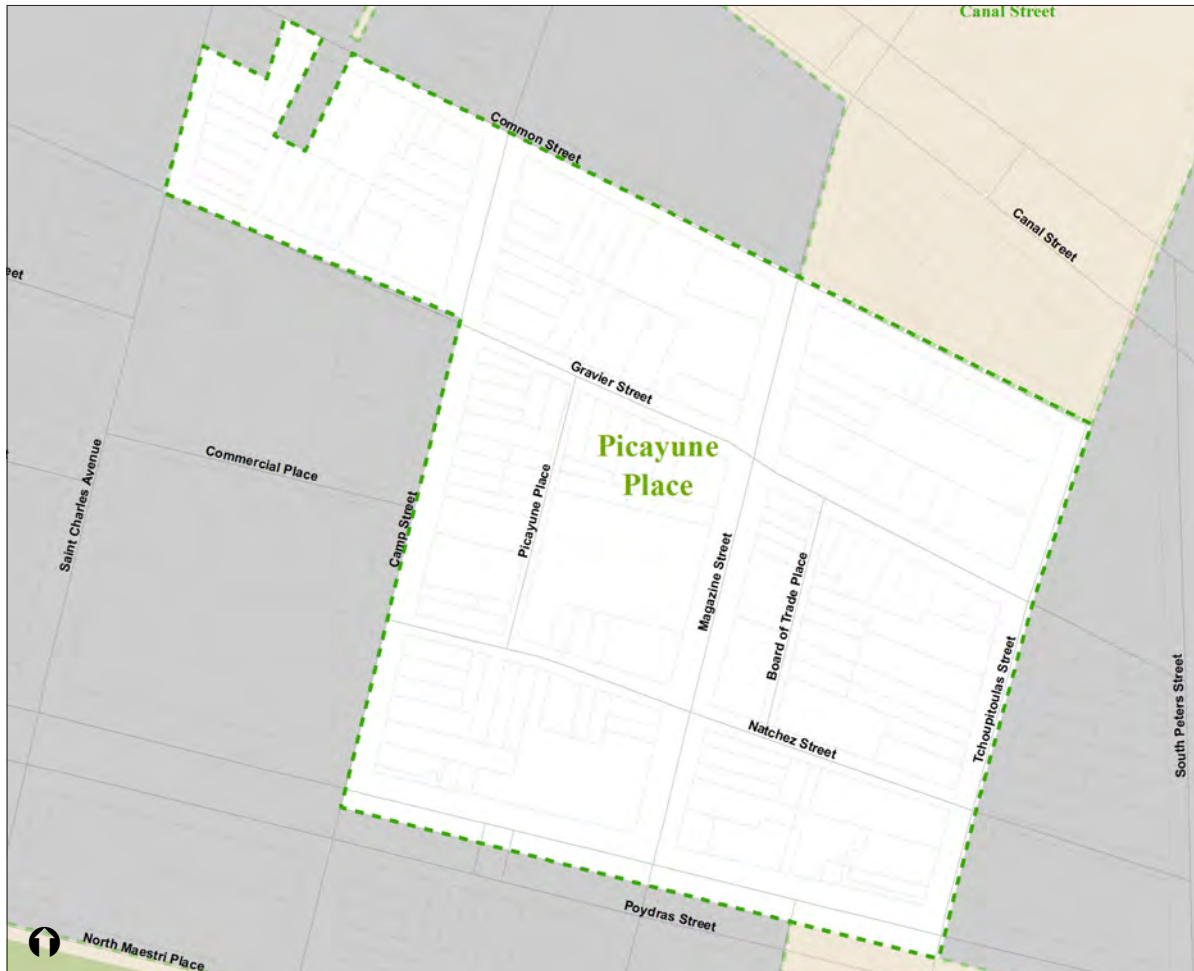 Canal Street
Common Street
Canal Street
eet
Gravier Street
Picayune
Place
Commercial Place
Saint Charles Avenue
Camp Street
Picayune Place
Magazine Street
Board of Trade Place
Tchoupitoulas Street
South Peters Street
Natchez Street
Poydras Street
North Maestri Place